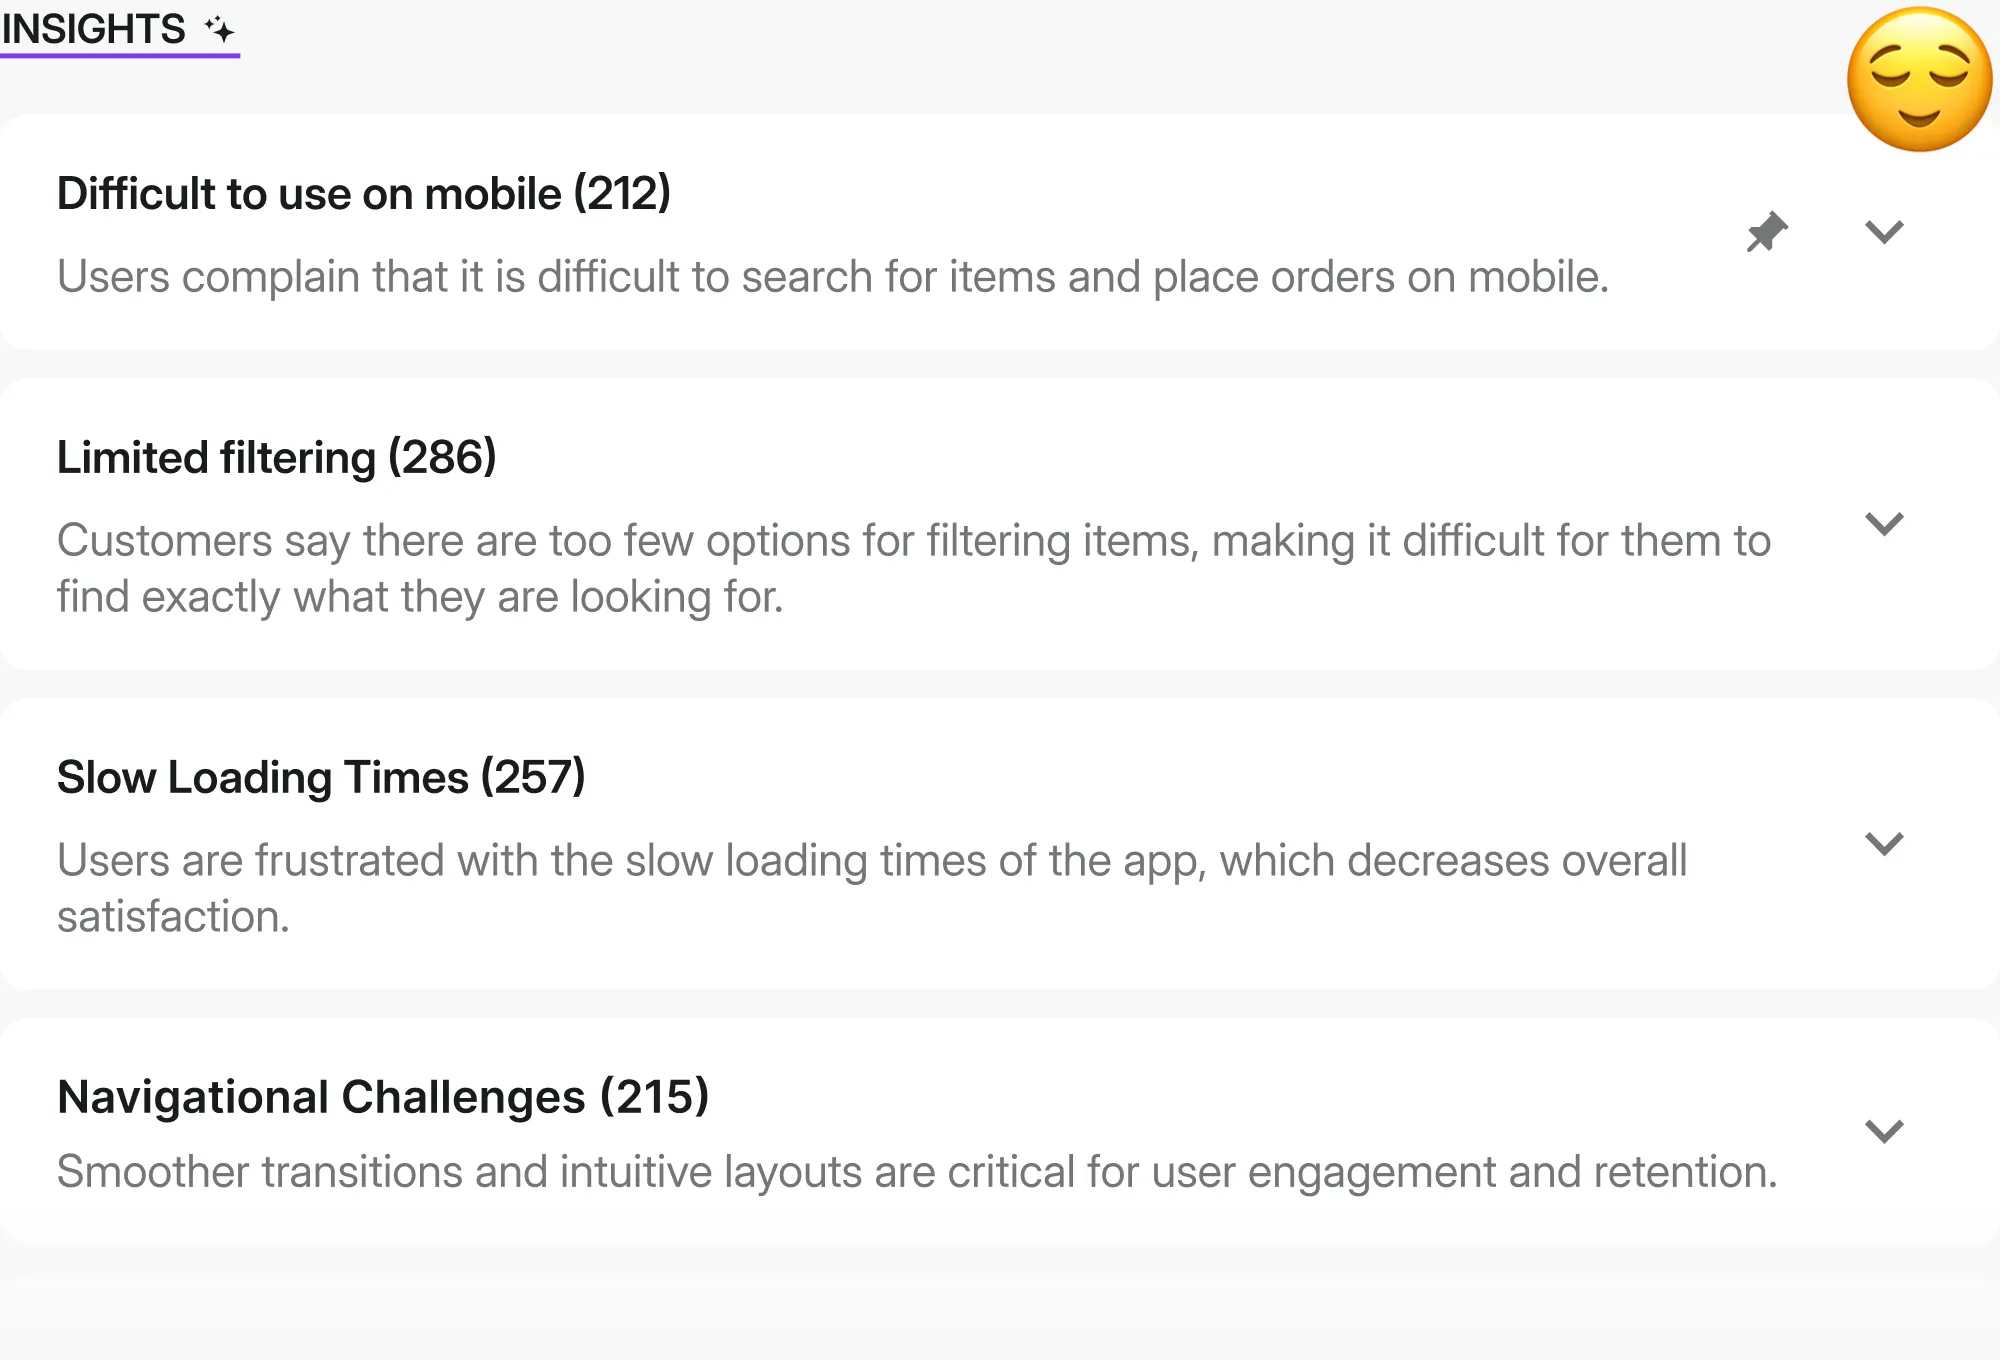 INSIGHTS
Difficult to use on mobile (212)
Users complain that it is difficult to search for items and place orders on mobile.
Limited filtering (286)
Customers say there are too few options for filtering items, making it difficult for them to
find exactly what they are looking for.
Slow Loading Times (257)
Users are frustrated with the slow loading times of the app, which decreases overall
satisfaction.
Navigational Challenges (215)
Smoother transitions and intuitive layouts are critical for user engagement and retention.